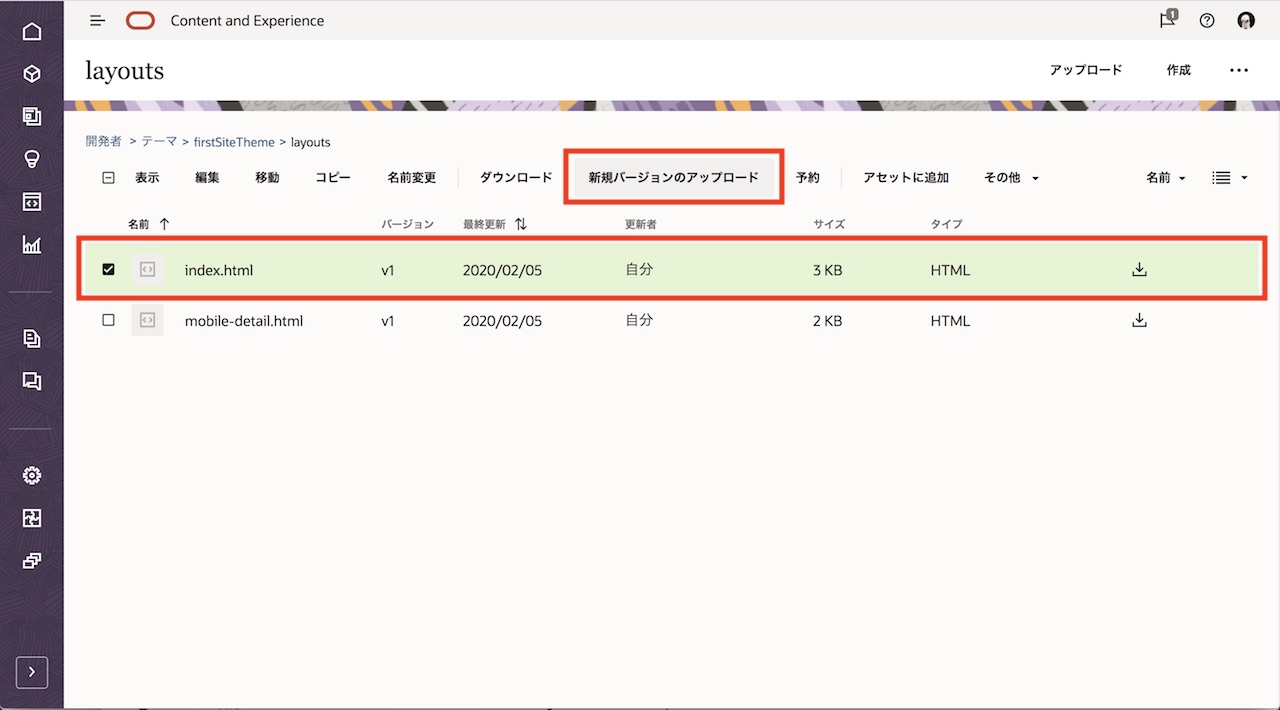 Content and Experience 1
layouts アップロード 作成
開発者 > テーマ > firstSiteTheme > layouts
表示 編集 移動 コピー 名前変更 ダウンロード 新規バージョンのアップロード 予約 アセットに追加 その他 名前
名前 バージョン 最終更新 更新者 サイズ タイプ
index.html v1 2020/02/05 自分 3 KB HTML
mobile-detail.html v1 2020/02/05 自分 2 KB HTML